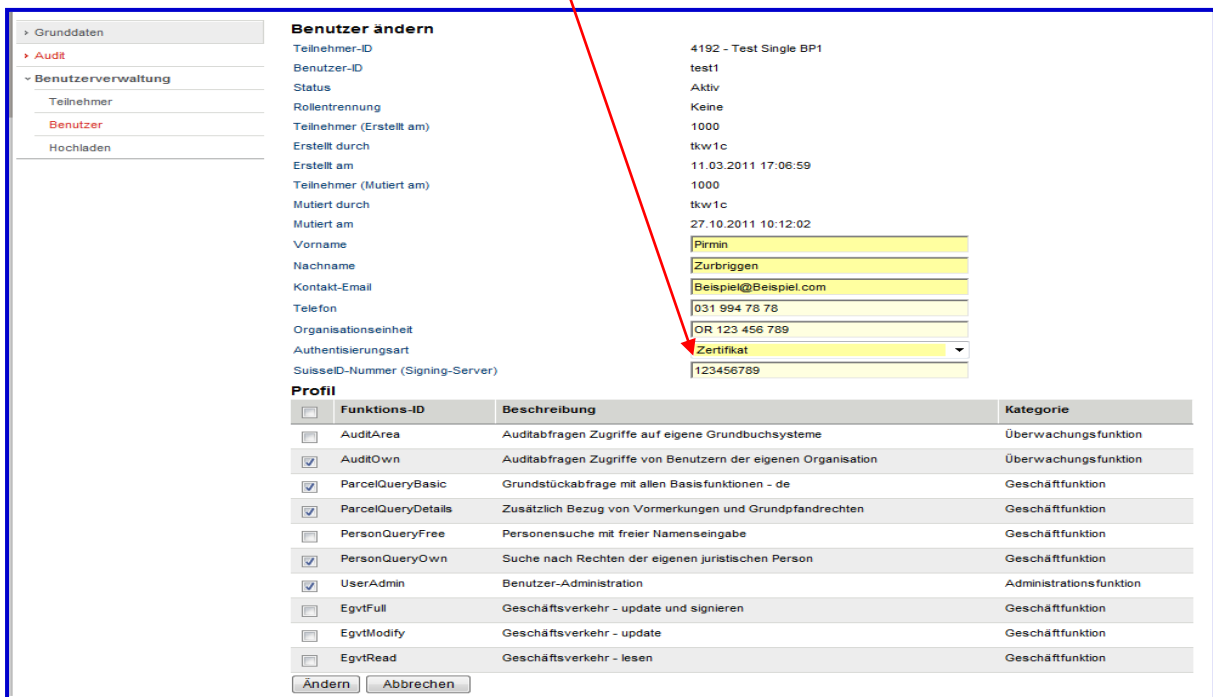 Grunddaten
Audit
Benutzerverwaltung
Teilnehmer
Benutzer
Hochladen
Benutzer ändern
Teilnehmer-ID 4192 - Test Single BP1
Benutzer-ID test1
Status Aktiv
Rollentrennung Keine
Teilnehmer (Erstellt am) 1000
Erstellt durch tkw1c
Erstellt am 11.03.2011 17:06:59
Teilnehmer (Mutiert am) 1000
Mutiert durch tkw1c
Mutiert am 27.10.2011 10:12:02
Vorname Pirmin
Nachname Zurbriggen
Kontakt-Email Beispiel@Beispiel.com
Telefon 031 994 78 78
Organisationseinheit OR 123 456 789
Authentisierungsart Zertifikat
SuisseID-Nummer (Signing-Server) 123456789
Profil
Funktions-ID Beschreibung Kategorie
AuditArea Auditabfragen Zugriffe auf eigene Grundbuchsysteme Überwachungsfunktion
AuditOwn Auditabfragen Zugriffe von Benutzern der eigenen Organisation Überwachungsfunktion
ParcelQueryBasic Grundstückabfrage mit allen Basisfunktionen - de Geschäftfunktion
ParcelQueryDetails Zusätzlich Bezug von Vormerkungen und Grundpfandrechten Geschäftfunktion
PersonQueryFree Personensuche mit freier Namenseingabe Geschäftfunktion
PersonQueryOwn Suche nach Rechten der eigenen juristischen Person Geschäftfunktion
UserAdmin Benutzer-Administration Administrationsfunktion
EgvtFull Geschäftsverkehr - update und signieren Geschäftfunktion
EgvtModify Geschäftsverkehr - update Geschäftfunktion
EgvtRead Geschäftsverkehr - lesen Geschäftfunktion
Ändern Abbrechen